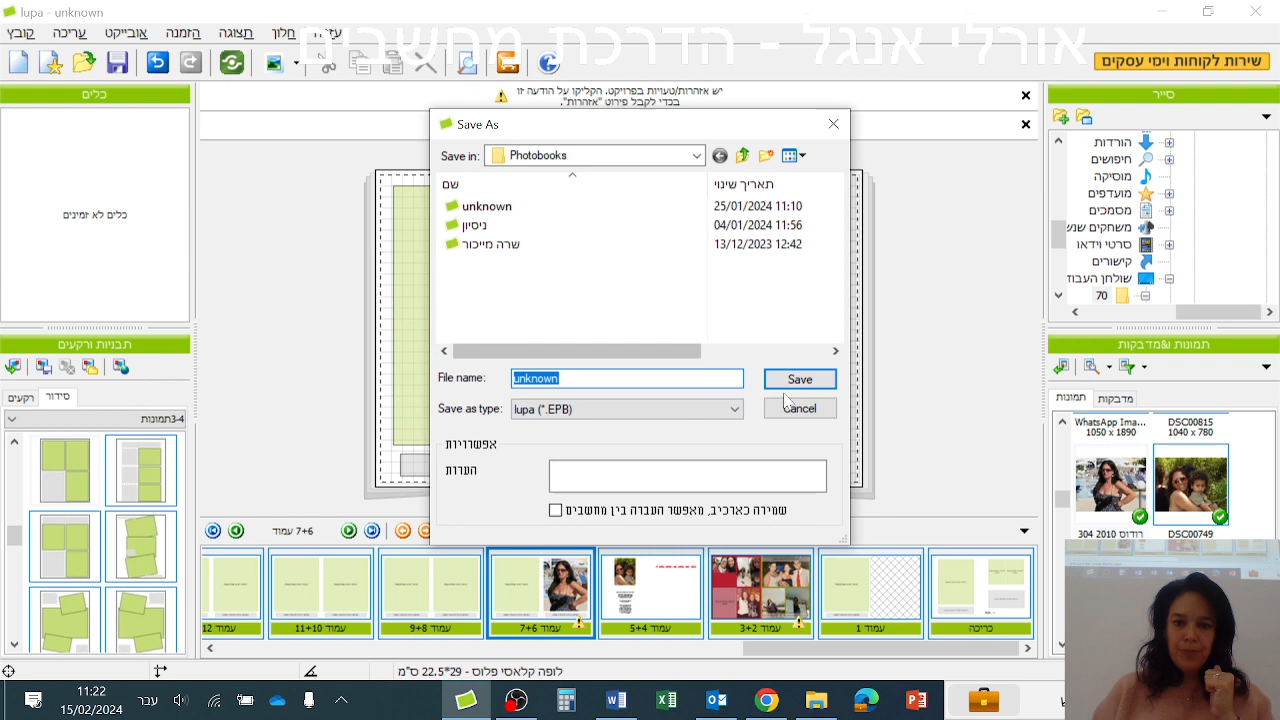 lupa - unknown
קובץ עריכה אובייקט הזמנה תצוגה חלון עזרה
אורלי אנגל - הדרכת מחשבים
שירות לקוחות וימי עסקים
כלים
יש אזהרות/טעויות בפרויקט. הקליקו על הודעה זו
בכדי לקבל פירוט "אזהרות".
סייר
Save As
Save in: Photobooks
שם תאריך שינוי
unknown 25/01/2024 11:10
ניסיון 04/01/2024 11:56
שרה מייכור 13/12/2023 12:42
File name: unknown Save
Save as type: lupa (*.EPB) Cancel
אפשרויות
הערות
שמירה כארכיב, מאפשר העברה בין מחשבים
כלים לא זמינים
הורדות
חיפושים
מוסיקה
מועדפים
מסמכים
משחקים שנש
סרטי וידאו
קישורים
שולחן העבוד
70
תבניות ורקעים
סידור רקעים
3-4תמונות
תמונות ומדבקות
תמונות מדבקות
WhatsApp Ima... DSC00815
1050 x 1890 1040 x 780
רודוס 2010 304 DSC00749
עמוד 7+6
כריכה
עמוד 1
עמוד 3+2
עמוד 5+4
עמוד 7+6
עמוד 9+8
עמוד 11+10
עמוד 12
לופה קלאסי פלוס - 29*22.5 ס"מ
11:22
15/02/2024
עבר